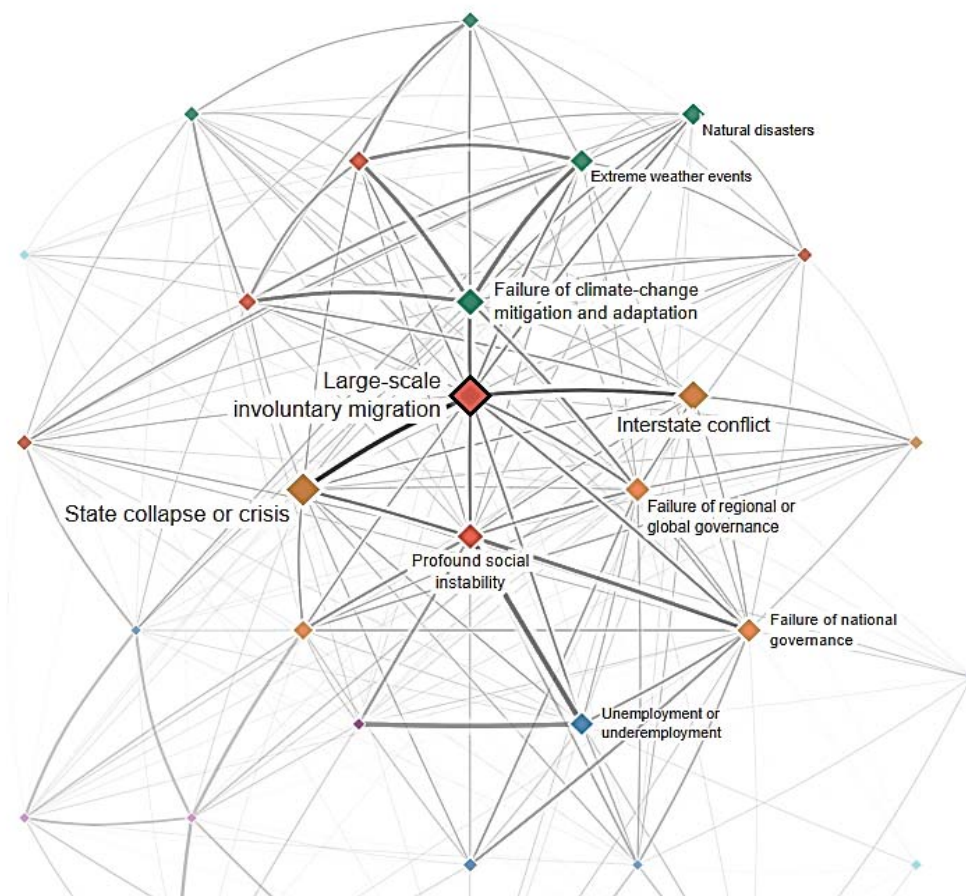 Natural disasters
Extreme weather events
Failure of climate-change
mitigation and adaptation
Large-scale
involuntary migration
Interstate conflict
State collapse or crisis
Failure of regional or
global governance
Profound social
instability
Failure of national
governance
Unemployment or
underemployment